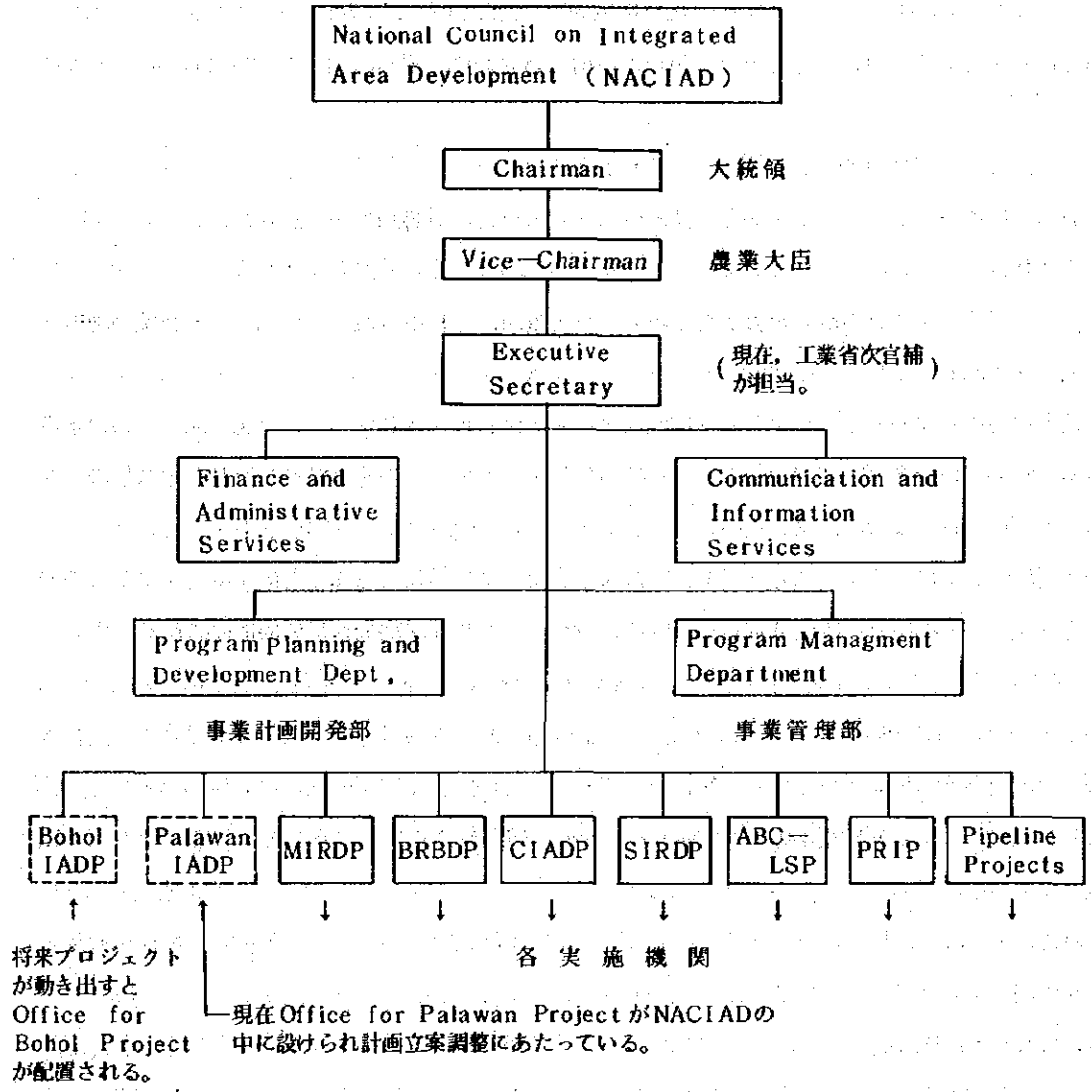 National Council on Integrated
Area Development (NACIAD)
Chairman
大統領
Vice-Chairman
農業大臣
Executive
Secretary
(現在,工業省次官補
が担当。)
Finance and
Administrative
Services
Communication and
Information
Services
Program Planning and
Development Dept.
Program Managment
Department
事業計画開発部
事業管理部
Bohol
IADP
Palawan
IADP
MIRDP
BRBDP
CIADP
SIRDP
ABC-
LSP
PRIP
Pipeline
Projects
各実施機関
将来プロジェクト
が動き出すと
Office for
Bohol Project
が配置される。
現在Office for Palawan ProjectがNACIADの
中に設けられ計画立案調整にあたっている。